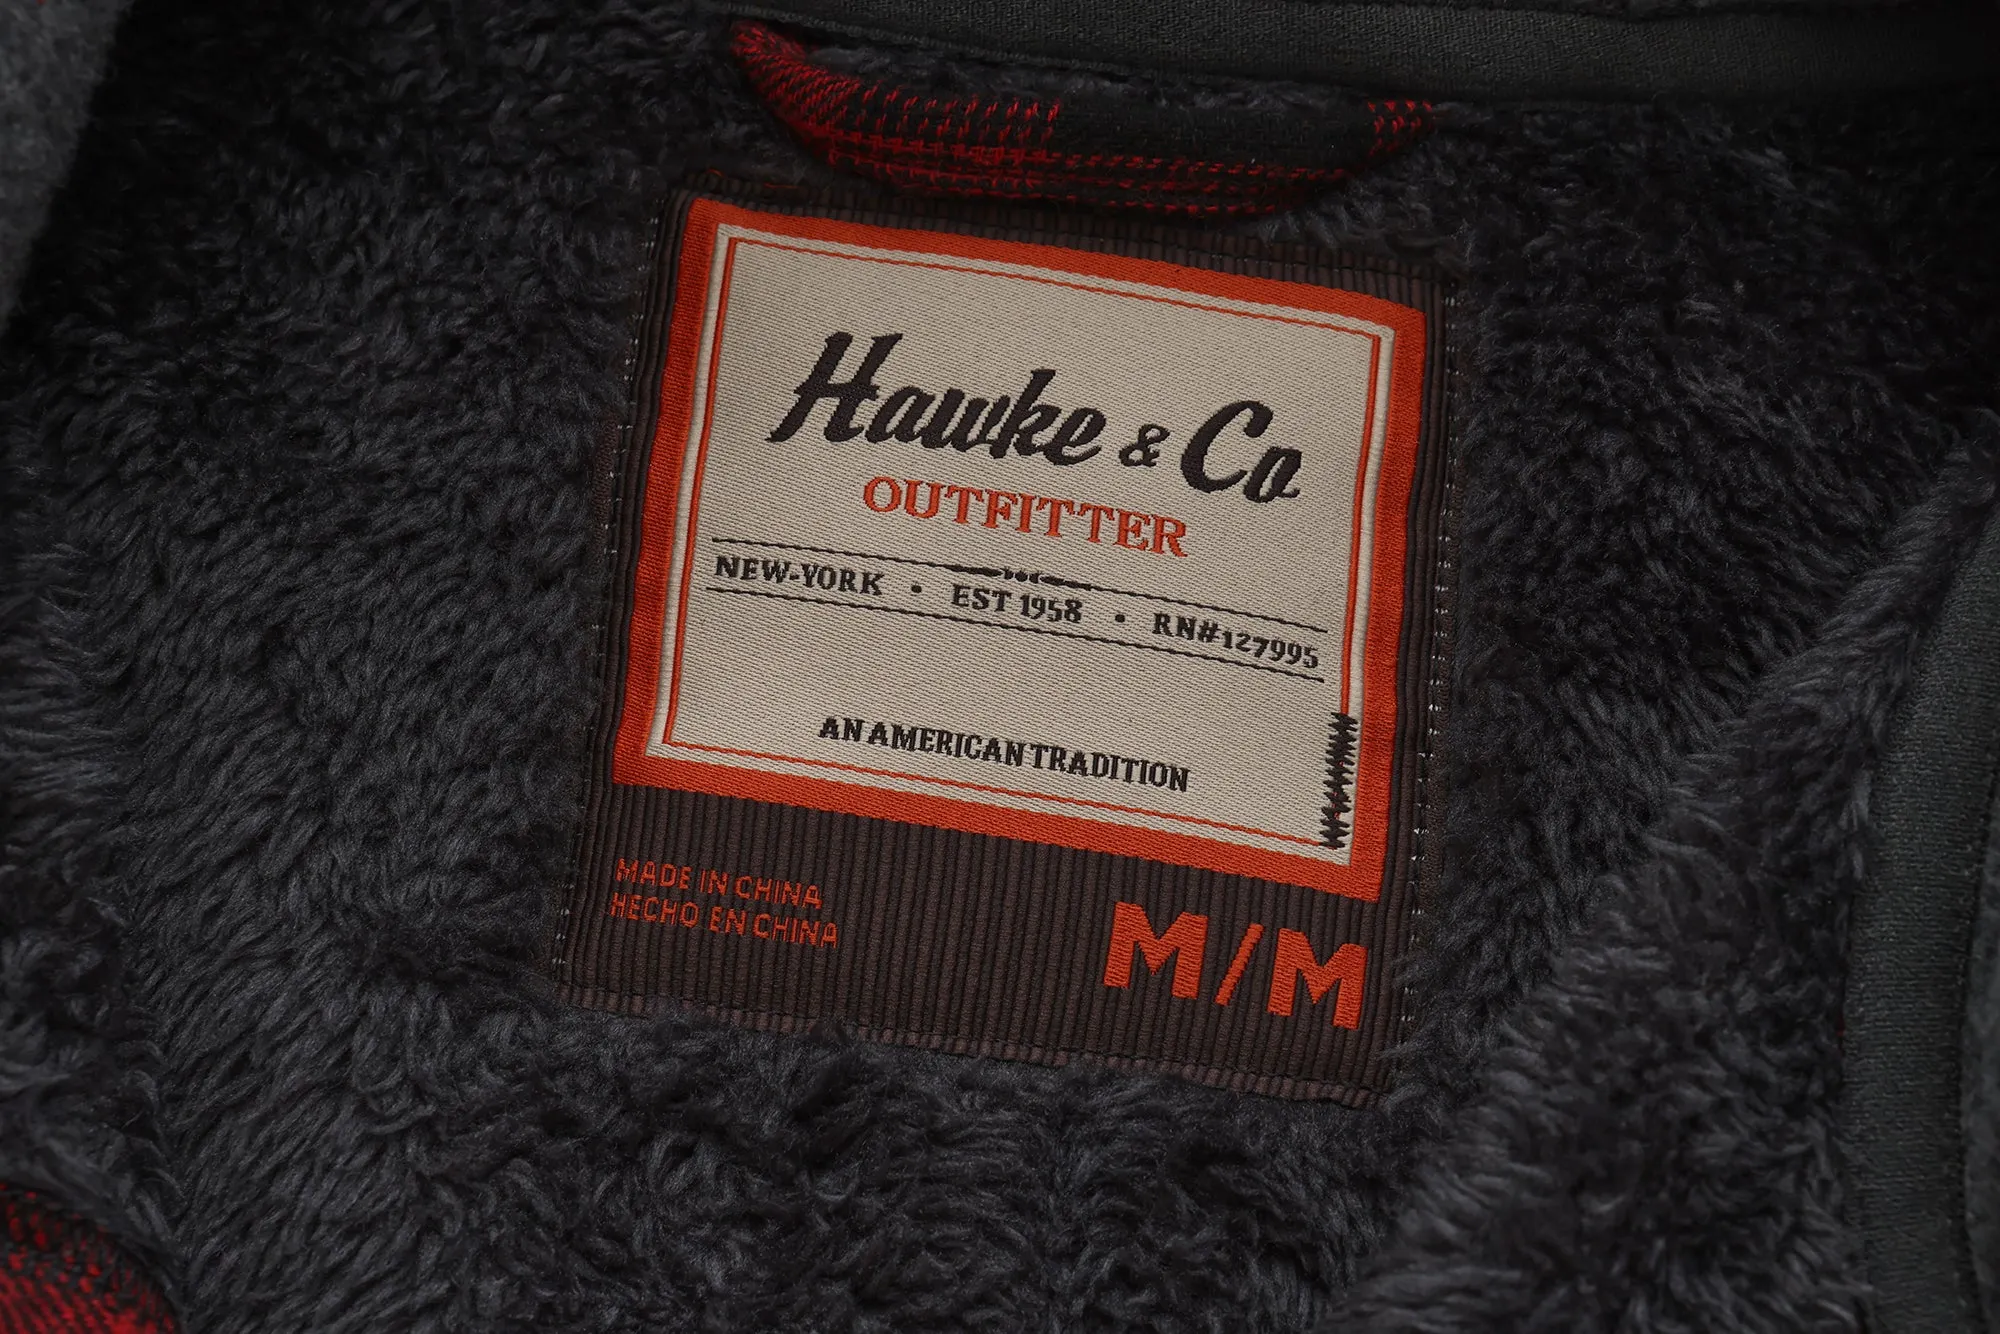 Hawke & Co
OUTFITTER
NEW-YORK • EST 1958 • RN#127995
AN AMERICAN TRADITION
MADE IN CHINA
HECHO EN CHINA
M/M